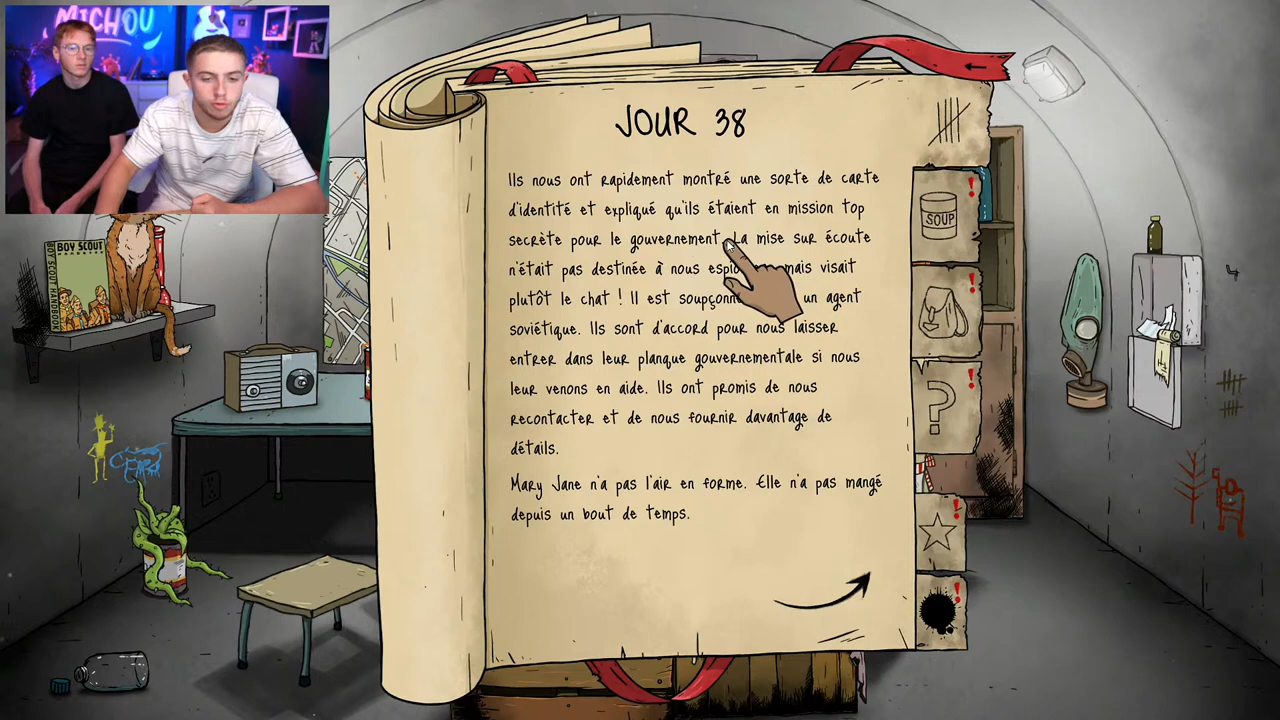 MICHOU
JOUR 38
Ils nous ont rapidement montré une sorte de carte
d'identité et expliqué qu'ils étaient en mission top
secrète pour le gouvernement. La mise sur écoute
n'était pas destinée à nous mais visait
plutôt le chat ! Il est un agent
soviétique. Ils sont d'accord pour nous laisser
entrer dans leur planque gouvernementale si nous
leur venons en aide. Ils ont promis de nous
recontacter et de nous fournir davantage de
détails.
Mary Jane n'a pas l'air en forme. Elle n'a pas mangé
depuis un bout de temps.
SOUP
!
!
?
!
!
!
BOY SCOUT
HANDBOOK
BOY SCOUT HANDBOOK